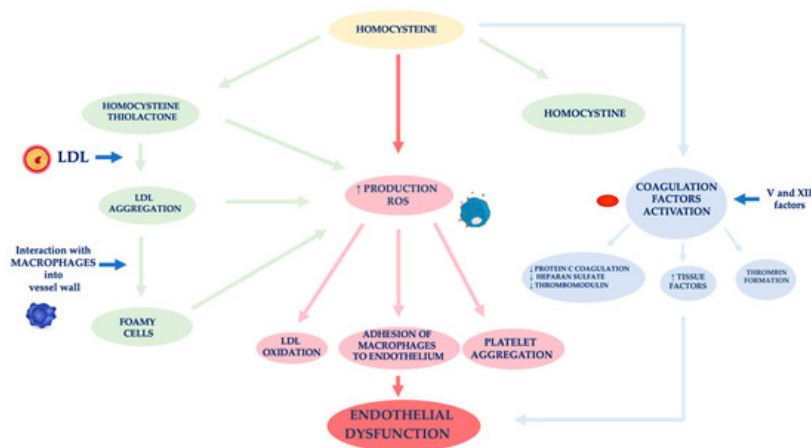 HOMOCYSTEINE
HOMOCYSTEINE
THIOLACTONE
HOMOCYSTINE
LDL
↑ PRODUCTION
ROS
COAGULATION
FACTORS
ACTIVATION
V and XII
factors
LDL
AGGREGATION
Interaction with
MACROPHAGES
into
vessel wall
↓ PROTEIN C COAGULATION
↓ HEPARAN SULFATE
↓ THROMBOMODULIN
↑ TISSUE
FACTORS
THROMBIN
FORMATION
FOAMY
CELLS
LDL
OXIDATION
ADHESION OF
MACROPHAGES
TO ENDOTHELIUM
PLATELET
AGGREGATION
ENDOTHELIAL
DYSFUNCTION